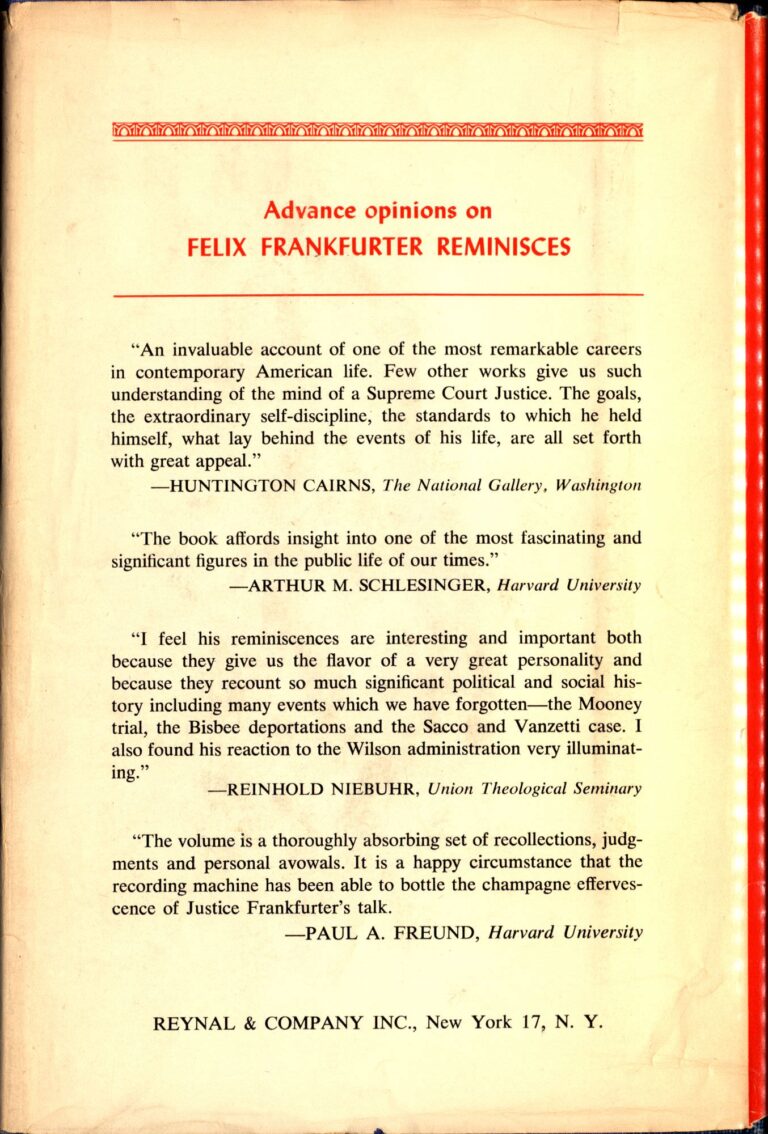 Advance opinions on
FELIX FRANKFURTER REMINISCES
“An invaluable account of one of the most remarkable careers
in contemporary American life. Few other works give us such
understanding of the mind of a Supreme Court Justice. The goals,
the extraordinary self-discipline, the standards to which he held
himself, what lay behind the events of his life, are all set forth
with great appeal.”
—HUNTINGTON CAIRNS, The National Gallery, Washington
“The book affords insight into one of the most fascinating and
significant figures in the public life of our times.”
—ARTHUR M. SCHLESINGER, Harvard University
“I feel his reminiscences are interesting and important both
because they give us the flavor of a very great personality and
because they recount so much significant political and social his-
tory including many events which we have forgotten—the Mooney
trial, the Bisbee deportations and the Sacco and Vanzetti case. I
also found his reaction to the Wilson administration very illuminat-
ing.”
—REINHOLD NIEBUHR, Union Theological Seminary
“The volume is a thoroughly absorbing set of recollections, judg-
ments and personal avowals. It is a happy circumstance that the
recording machine has been able to bottle the champagne efferves-
cence of Justice Frankfurter’s talk.
—PAUL A. FREUND, Harvard University
REYNAL & COMPANY INC., New York 17, N. Y.